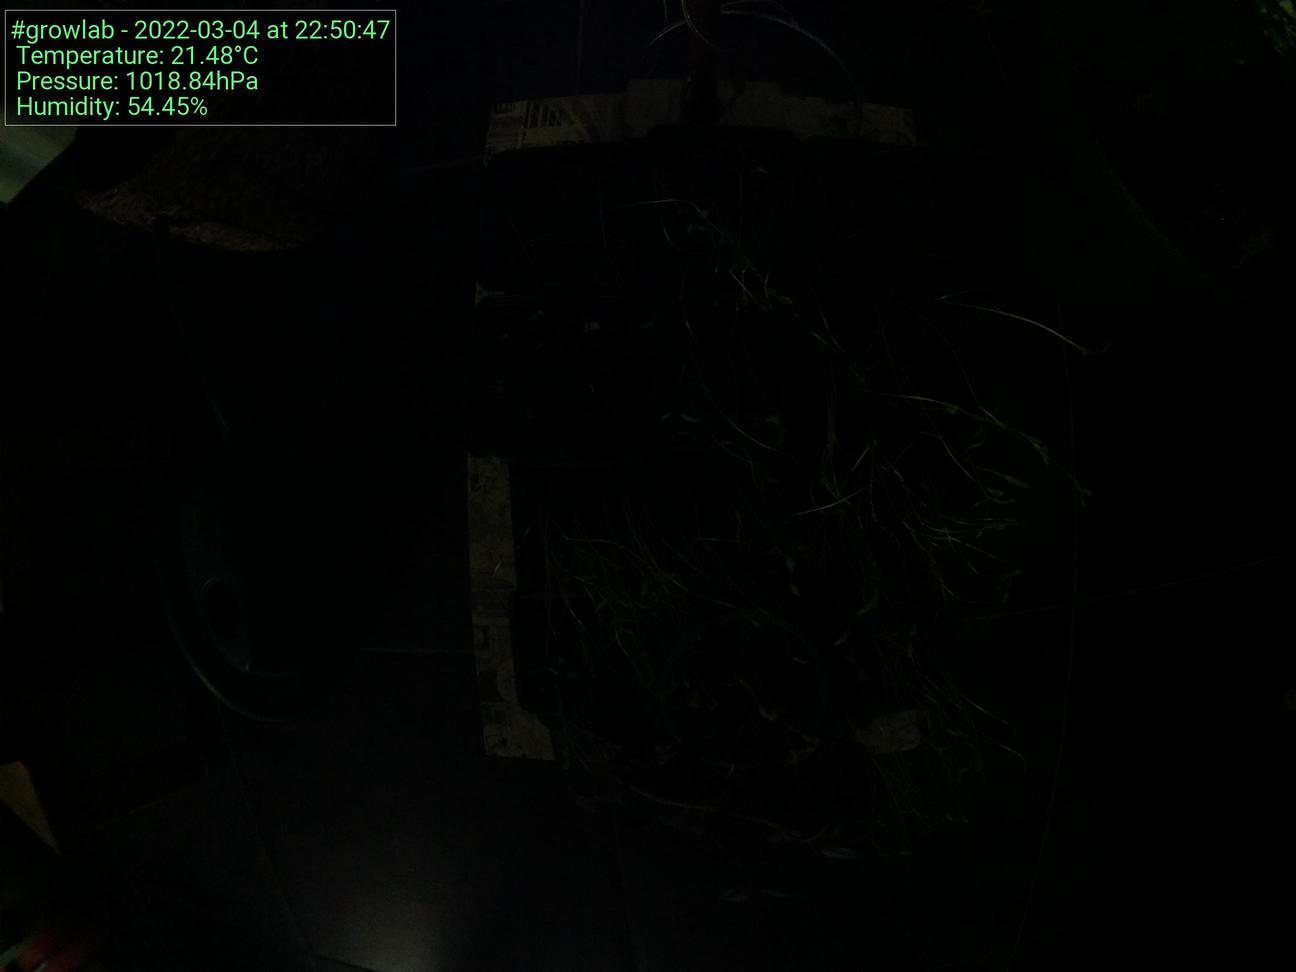 #growlab - 2022-03-04 at 22:50:47
Temperature: 21.48°C
Pressure: 1018.84hPa
Humidity: 54.45%